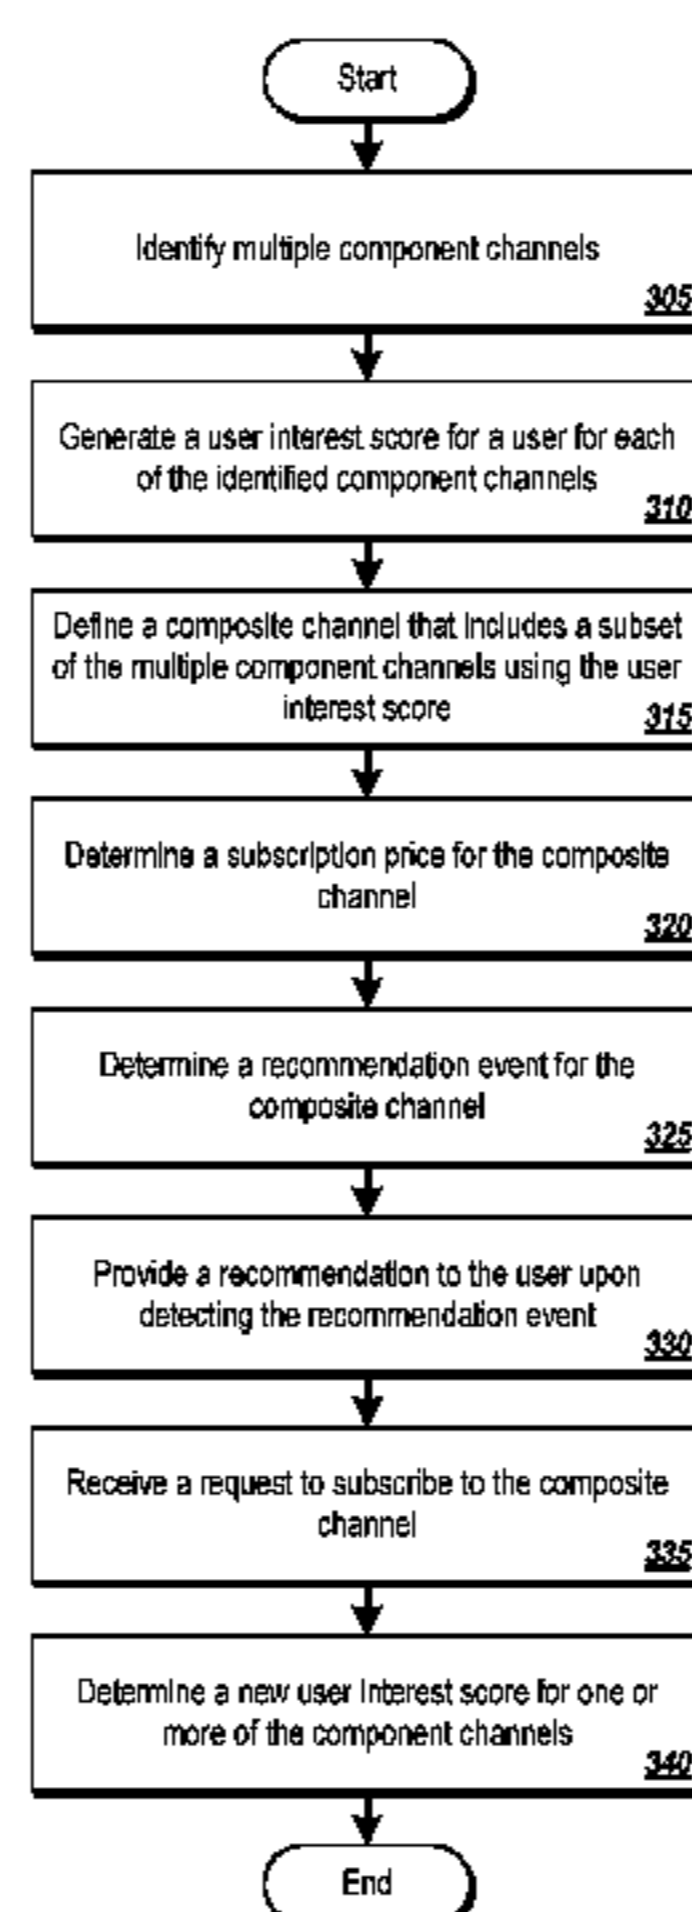 Start
Identify multiple component channels
305
Generate a user interest score for a user for each
of the identified component channels
310
Define a composite channel that includes a subset
of the multiple component channels using the user
interest score
315
Determine a subscription price for the composite
channel
320
Determine a recommendation event for the
composite channel
325
Provide a recommendation to the user upon
detecting the recommendation event
330
Receive a request to subscribe to the composite
channel
335
Determine a new user interest score for one or
more of the component channels
340
End